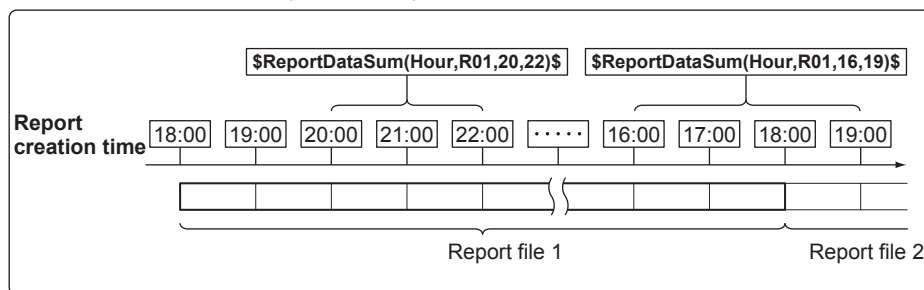 $ReportDataSum(Hour,R01,20,22)$ $ReportDataSum(Hour,R01,16,19)$
Report
creation time
18:00 19:00 20:00 21:00 22:00 ····· 16:00 17:00 18:00 19:00
Report file 1 Report file 2